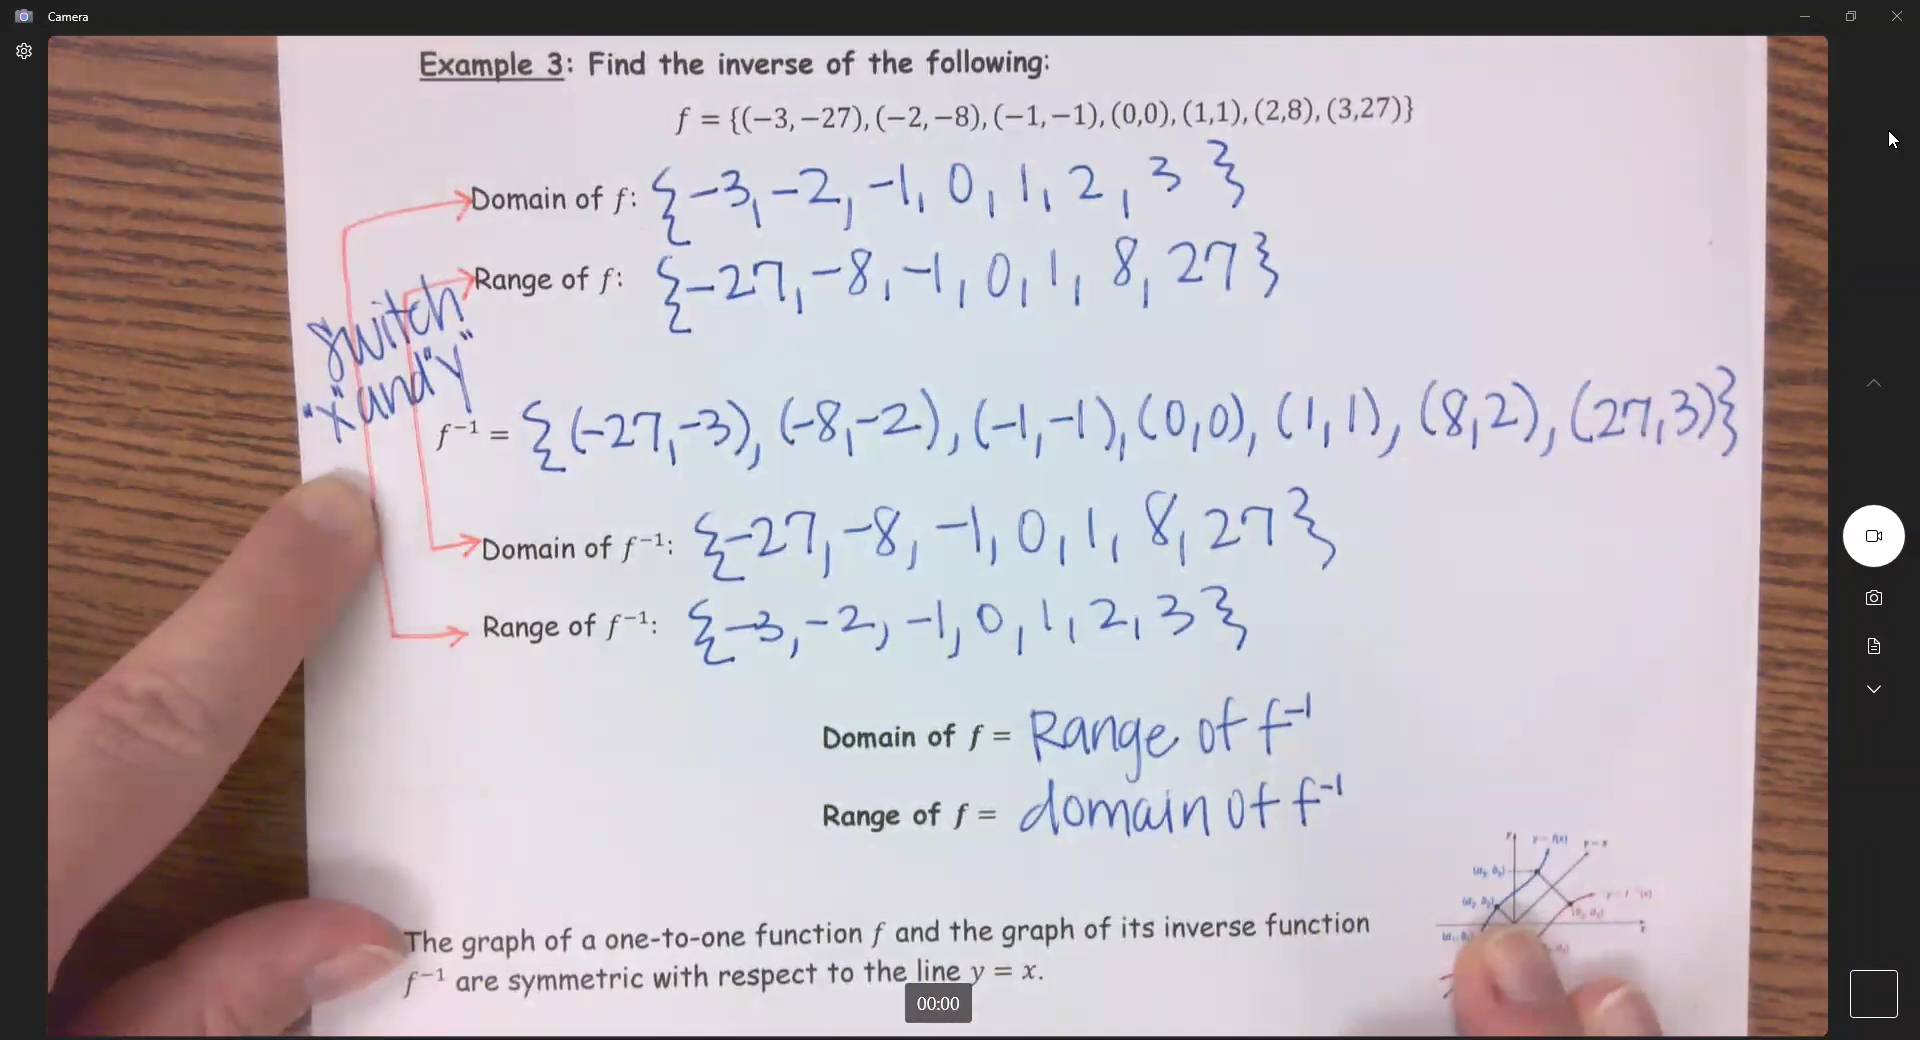 Camera
Example 3: Find the inverse of the following:
f = {(−3,−27),(−2,−8),(−1,−1),(0,0),(1,1),(2,8),(3,27)}
Domain of f: {-3, -2, -1, 0, 1, 2, 3}
Range of f: {-27, -8, -1, 0, 1, 8, 27}
Switch
"x" and "y"
f⁻¹ = {(-27,-3), (-8,-2), (-1,-1), (0,0), (1,1), (8,2), (27,3)}
Domain of f⁻¹: {-27, -8, -1, 0, 1, 8, 27}
Range of f⁻¹: {-3, -2, -1, 0, 1, 2, 3}
Domain of f = Range of f⁻¹
Range of f = domain of f⁻¹
The graph of a one-to-one function f and the graph of its inverse function
f⁻¹ are symmetric with respect to the line y = x.
00:00